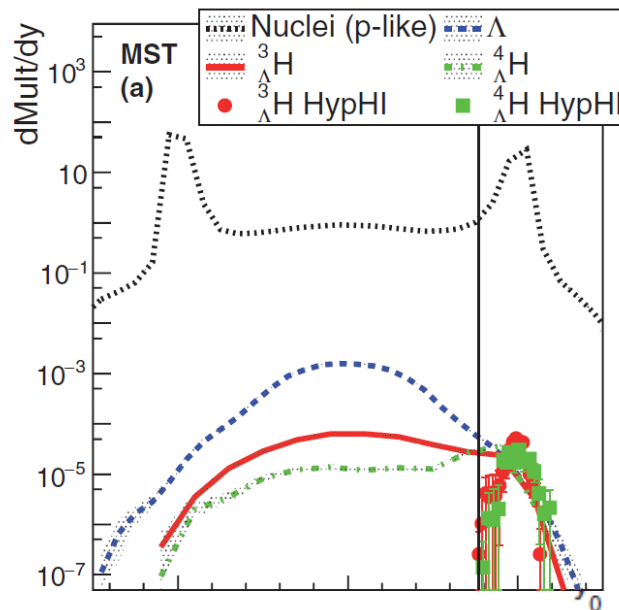 dMult/dy
MST
(a)
Nuclei (p-like)
Λ
³ΛH
⁴ΛH
³ΛH HypHI
⁴ΛH HypHI
10³
10
10⁻¹
10⁻³
10⁻⁵
10⁻⁷
0